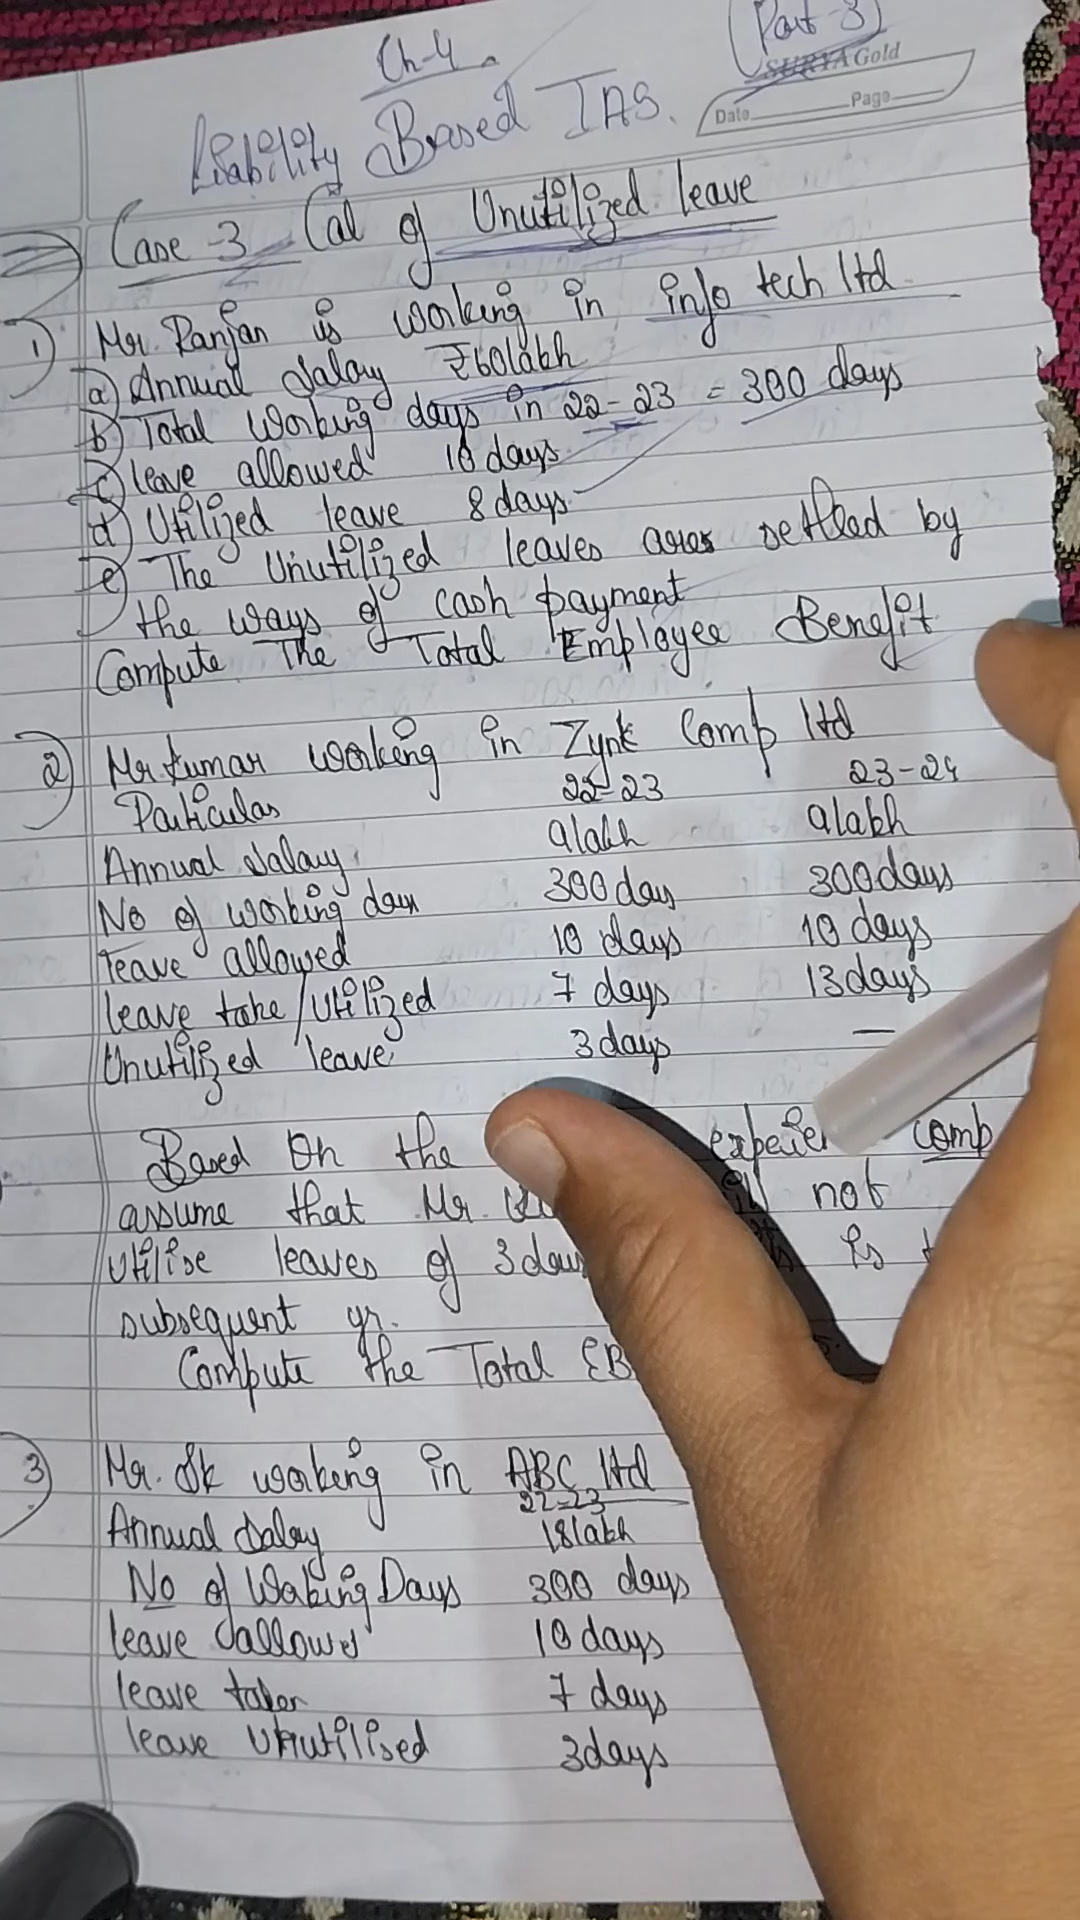 Ch-4
Part-3
SURYA Gold
Date Page
Liability Based IAS.
Case-3 Cal of Unutilized leave
1) Mr. Ranjan is working in info tech ltd
a) Annual Salary ₹60lakh
b) Total Working days in 22-23 = 300 days
c) leave allowed 10 days
d) Utilized leave 8 days
e) The Unutilized leaves are settled by
the ways of cash payment
Compute The Total Employee Benefit
2) Mr Kumar working in Zynk Comp ltd
Particulas 22-23 23-24
Annual Salary 9lakh 9lakh
No of working days 300 days 300 days
leave allowed 10 days 10 days
leave take/Utilized 7 days 13 days
Unutilized leave 3 days —
Based On the comp
assume that Mr. not
Utilise leaves of 3 is
subsequent yr.
Compute the Total EB
3) Mr. Sk working in ABC ltd
22-23
Annual Salary 18lakh
No of Woking Days 300 days
leave allowed 10 days
leave taken 7 days
leave Unutilised 3days